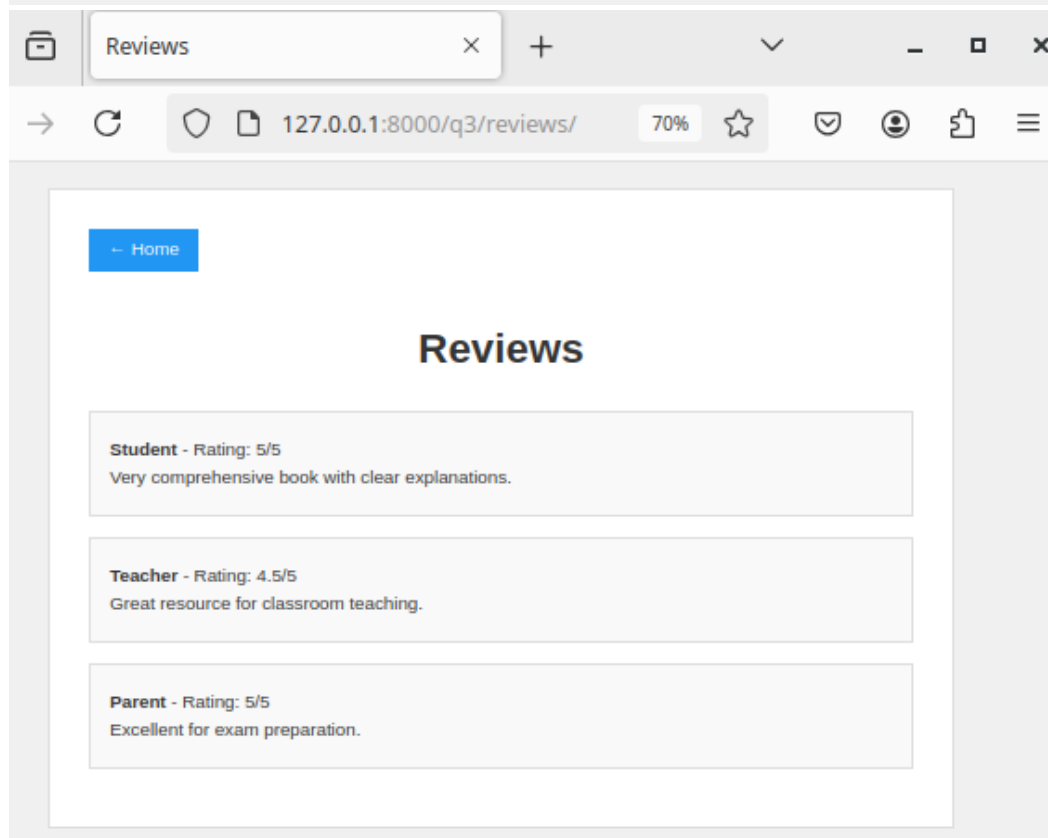 Reviews
127.0.0.1:8000/q3/reviews/
70%
← Home
Reviews
Student - Rating: 5/5
Very comprehensive book with clear explanations.
Teacher - Rating: 4.5/5
Great resource for classroom teaching.
Parent - Rating: 5/5
Excellent for exam preparation.